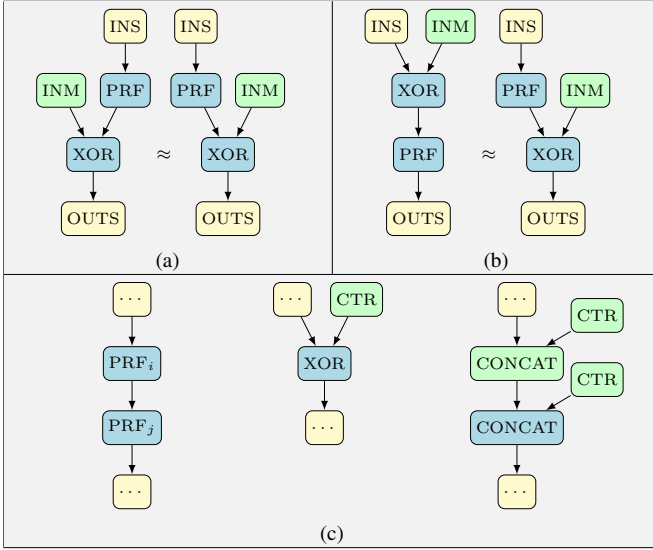 INS INS
INM PRF PRF INM
XOR ≈ XOR
OUTS OUTS
(a)
INS INM INS
XOR PRF INM
PRF ≈ XOR
OUTS OUTS
(b)
··· ··· CTR ··· CTR
PRFᵢ XOR CONCAT CTR
PRFⱼ ··· CONCAT
··· ···
(c)